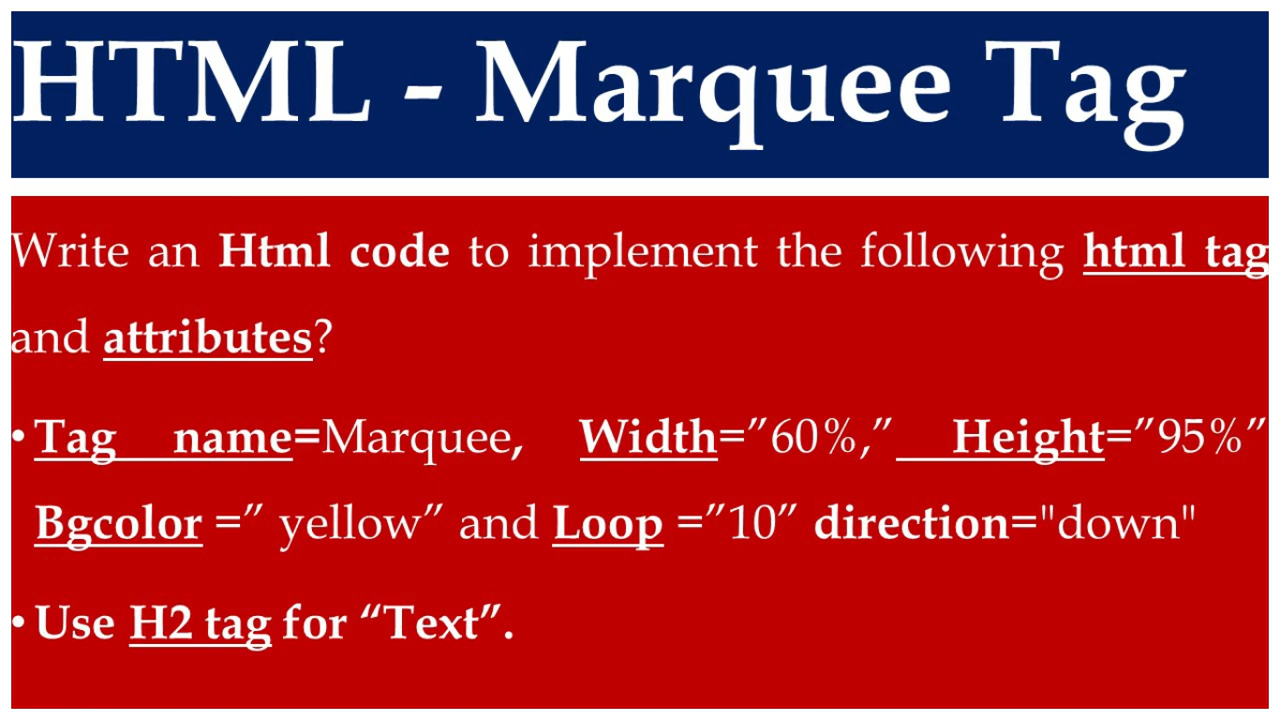 HTML - Marquee Tag
Write an Html code to implement the following html tag
and attributes?
• Tag name=Marquee, Width=”60%,” Height=”95%”
Bgcolor =” yellow” and Loop =”10” direction="down"
• Use H2 tag for “Text”.